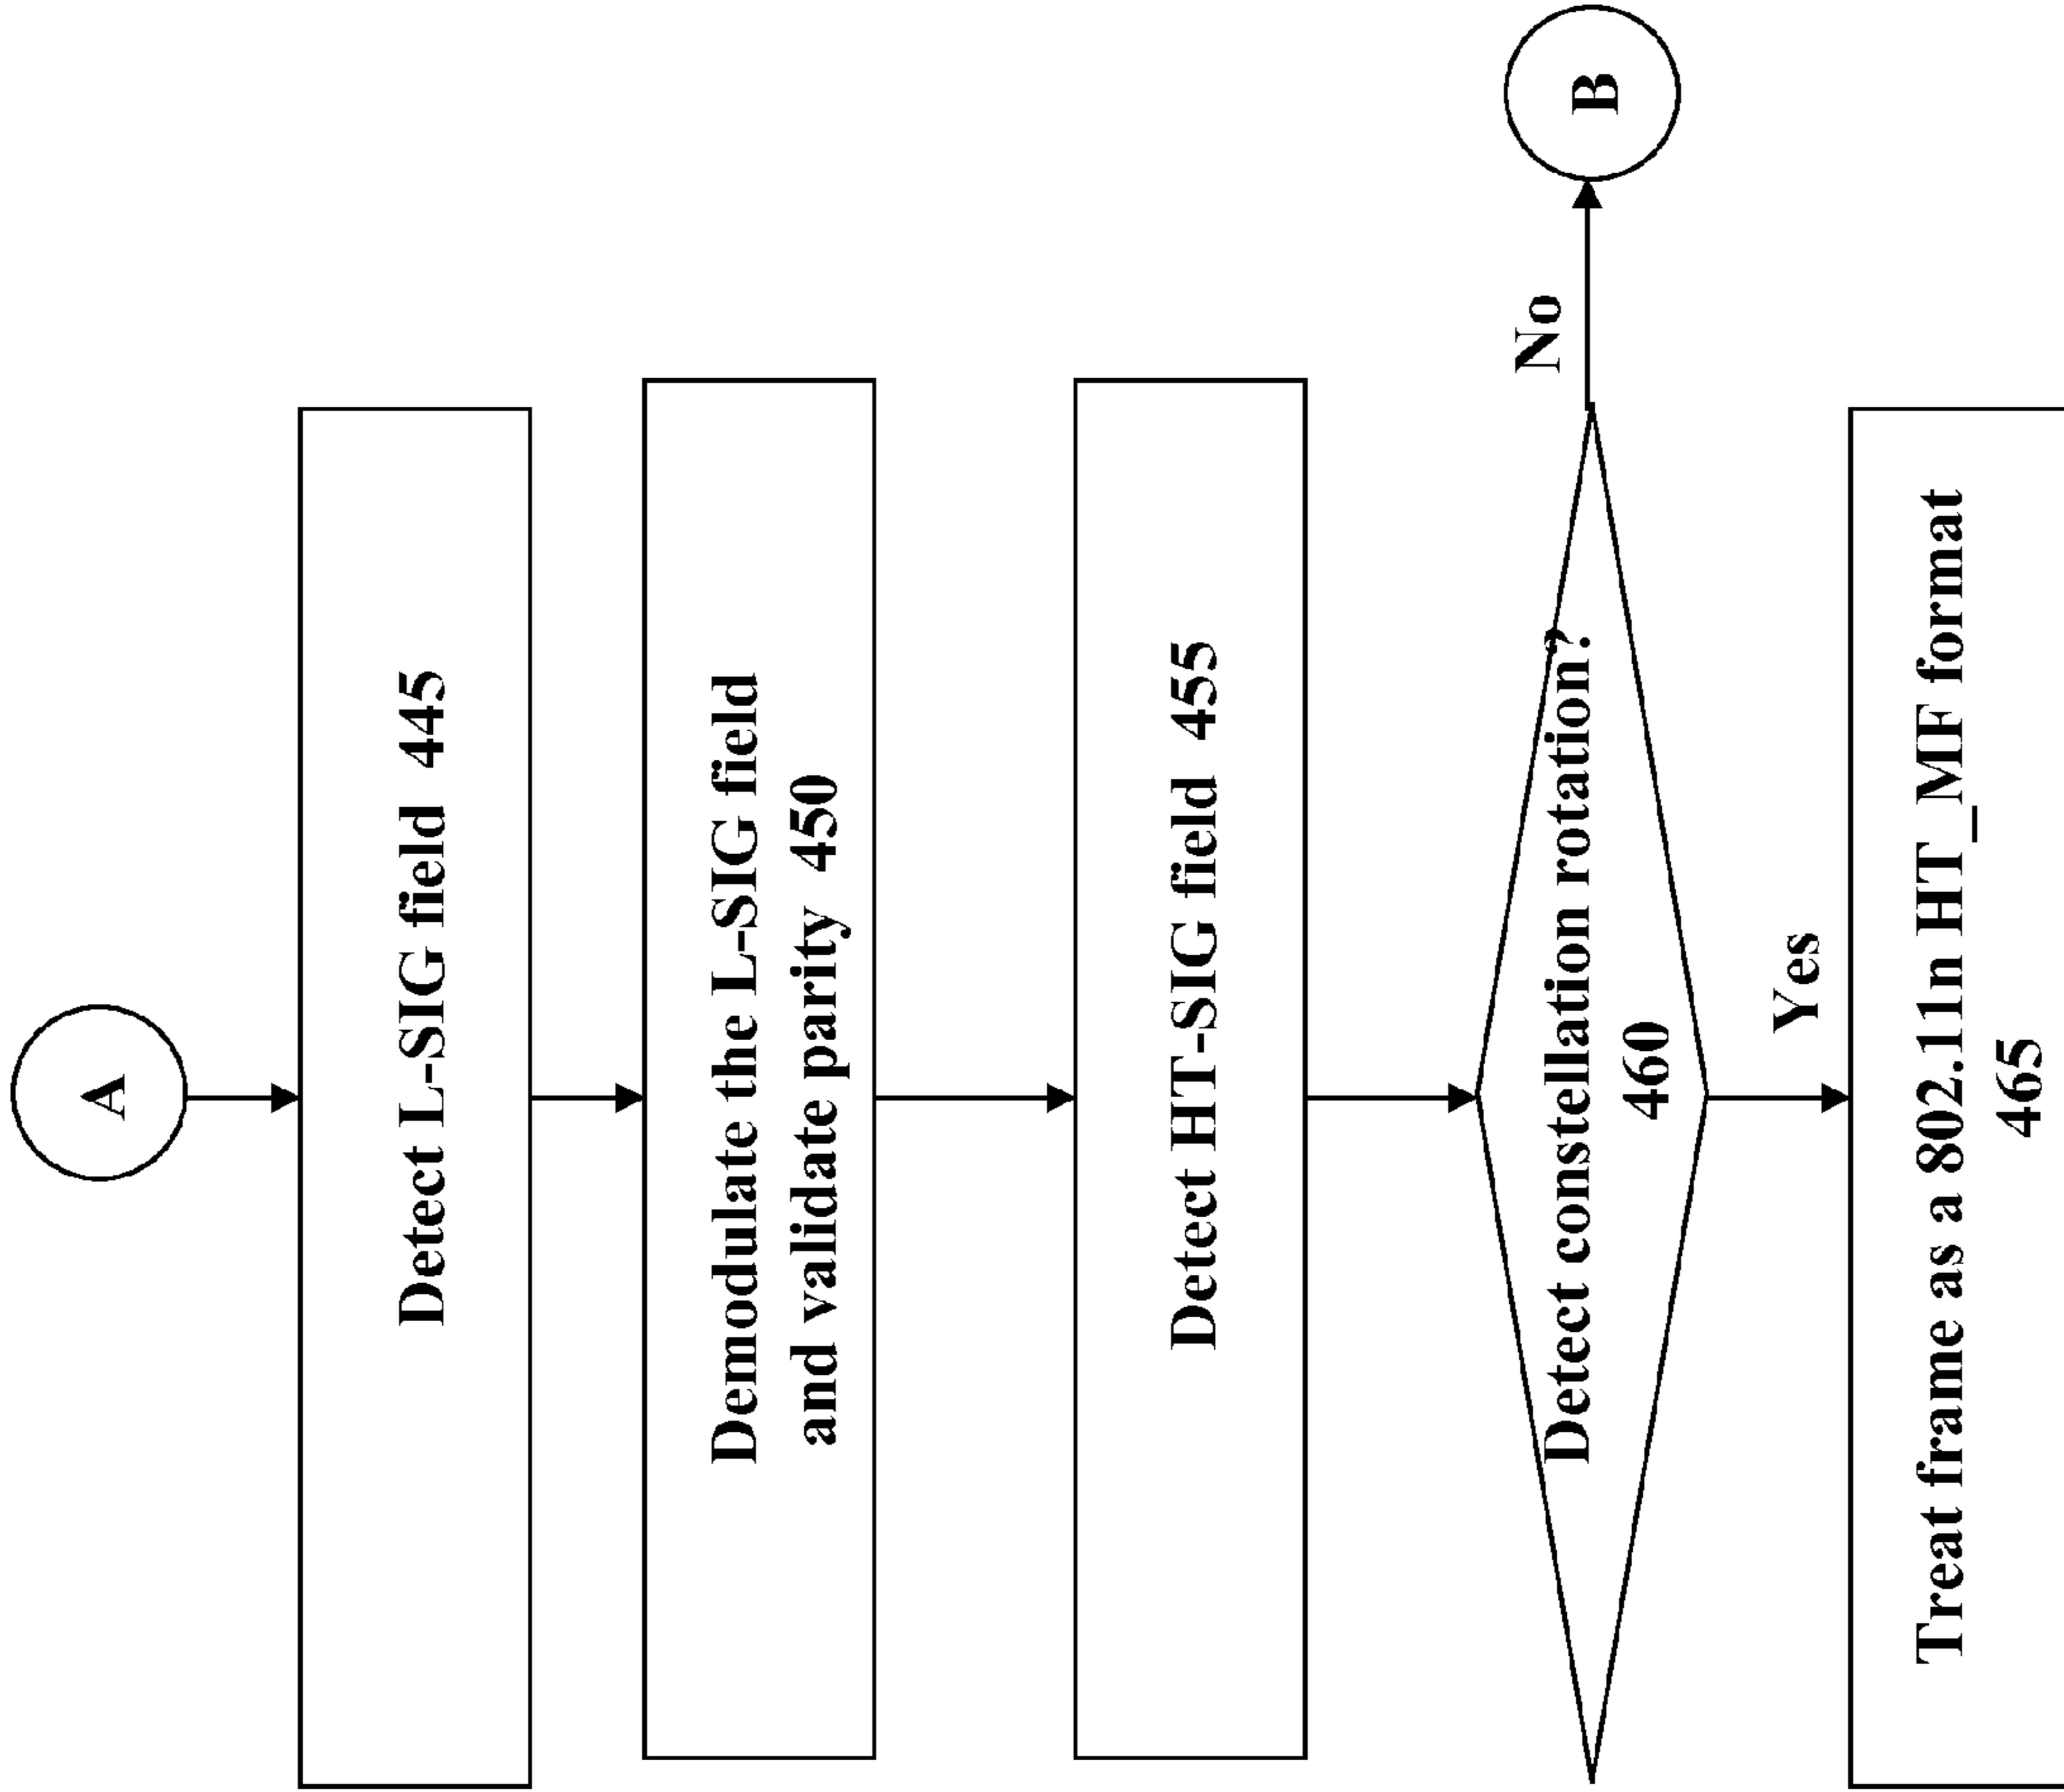 A
Detect L-SIG field 445
Demodulate the L-SIG field
and validate parity 450
Detect HT-SIG field 455
Detect constellation rotation?
460
No
B
Yes
Treat frame as a 802.11n HT_MF format
465